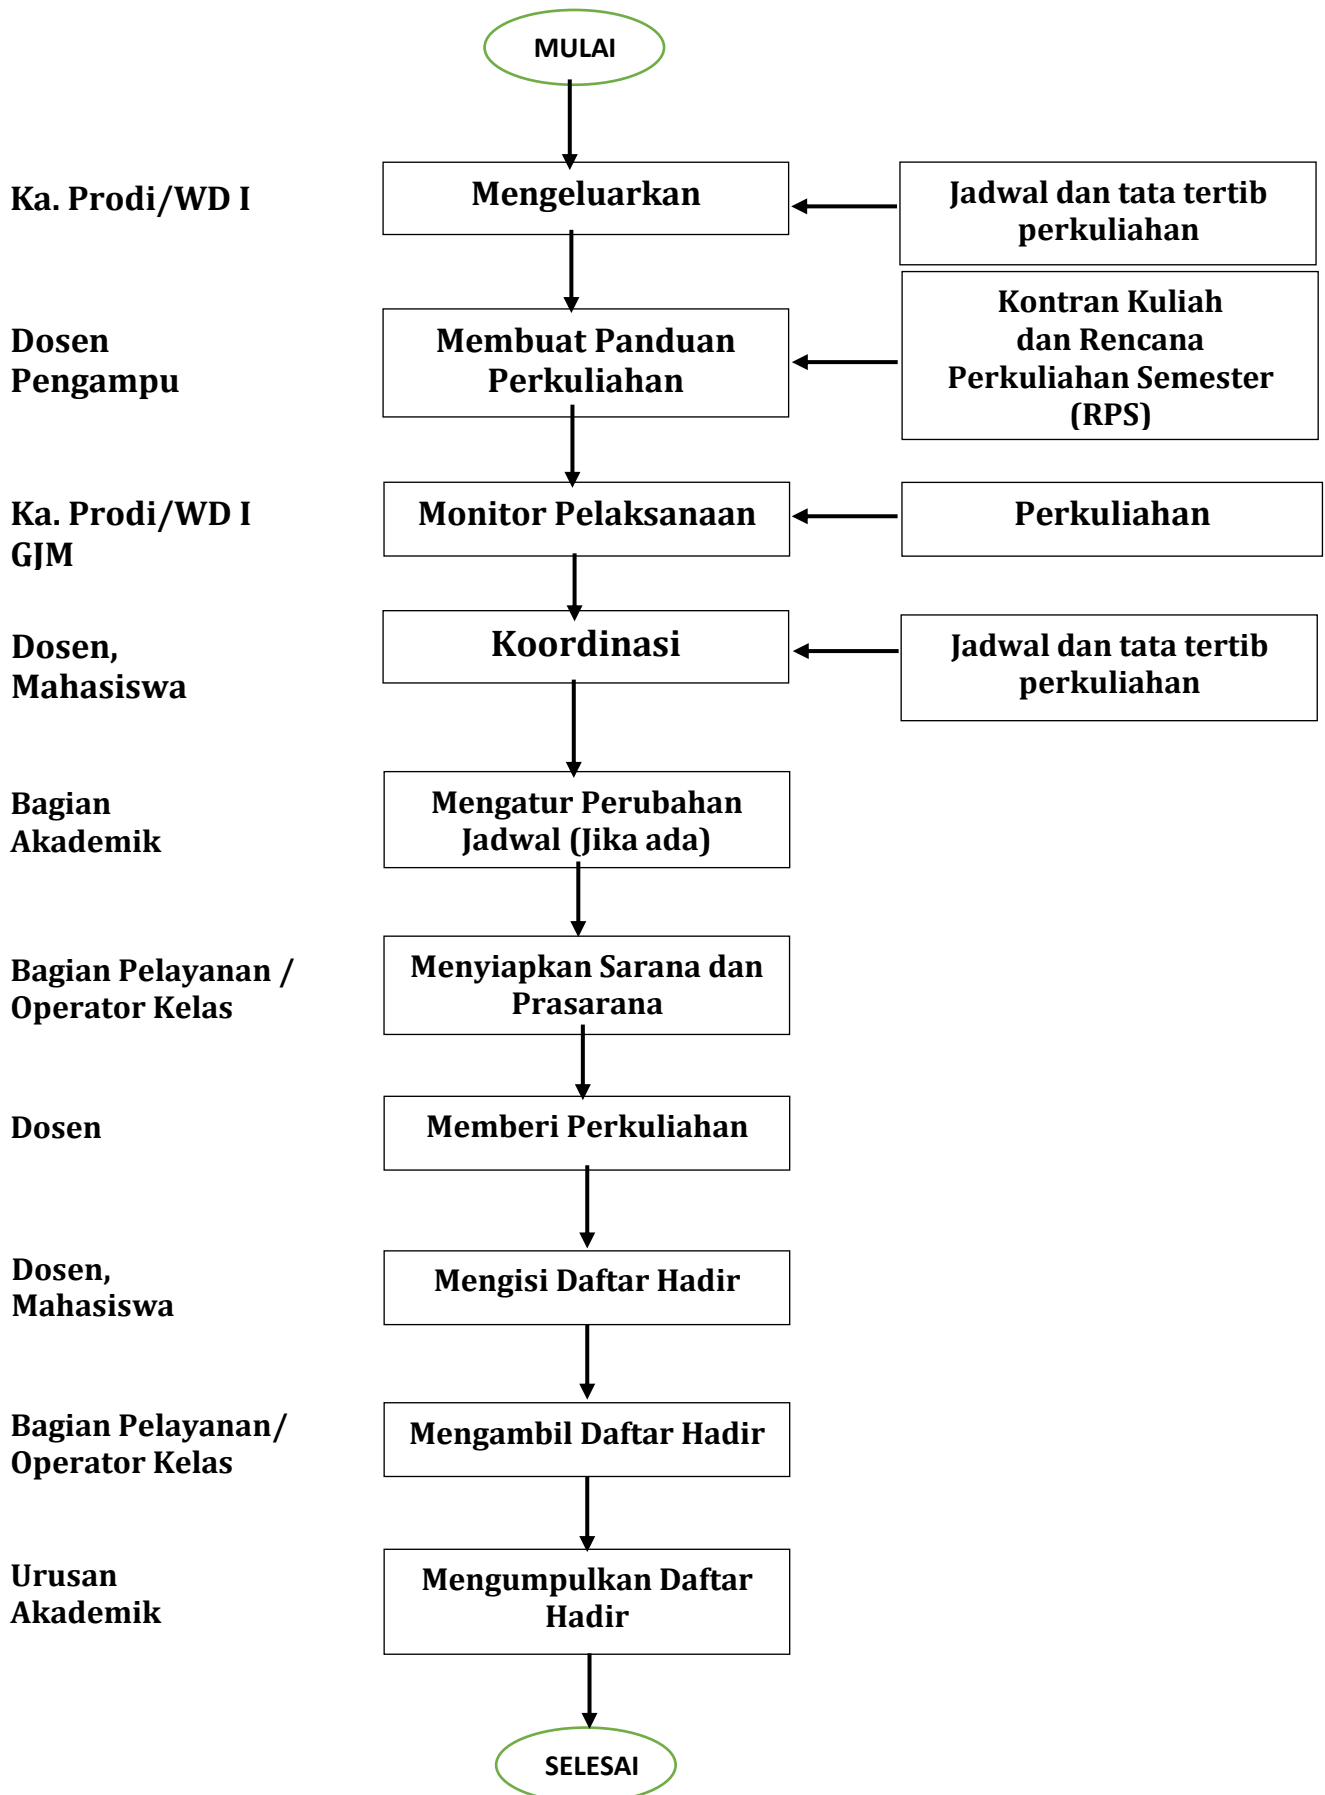 MULAI
Ka. Prodi/WD I
Mengeluarkan
Jadwal dan tata tertib
perkuliahan
Dosen
Pengampu
Membuat Panduan
Perkuliahan
Kontran Kuliah
dan Rencana
Perkuliahan Semester
(RPS)
Ka. Prodi/WD I
GJM
Monitor Pelaksanaan
Perkuliahan
Dosen,
Mahasiswa
Koordinasi
Jadwal dan tata tertib
perkuliahan
Bagian
Akademik
Mengatur Perubahan
Jadwal (Jika ada)
Bagian Pelayanan /
Operator Kelas
Menyiapkan Sarana dan
Prasarana
Dosen
Memberi Perkuliahan
Dosen,
Mahasiswa
Mengisi Daftar Hadir
Bagian Pelayanan/
Operator Kelas
Mengambil Daftar Hadir
Urusan
Akademik
Mengumpulkan Daftar
Hadir
SELESAI